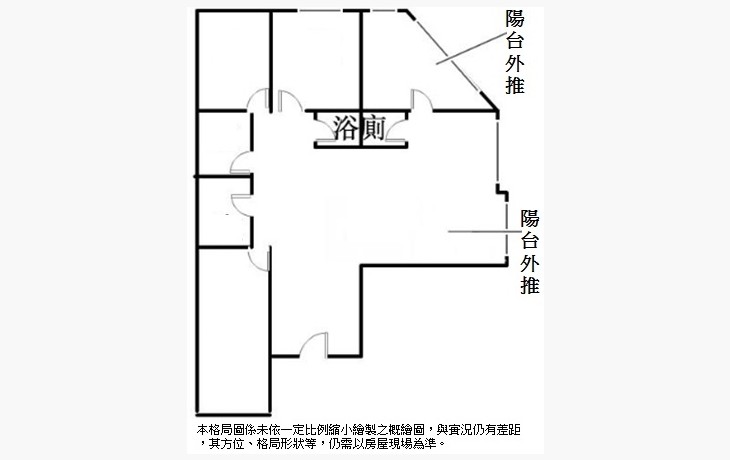 陽台外推
浴廁
陽台外推
本格局圖係未依一定比例縮小繪製之概繪圖，與實況仍有差距
，其方位、格局形狀等，仍需以房屋現場為準。